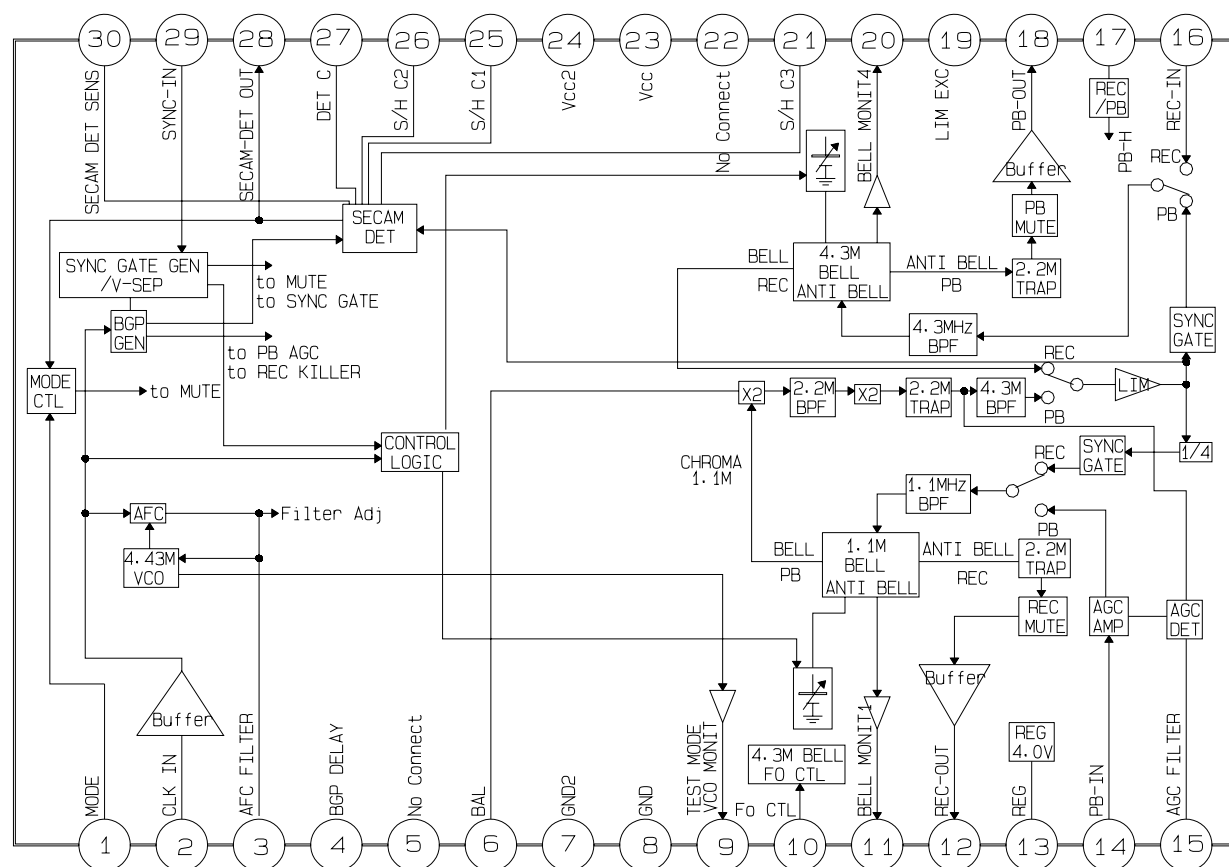 30 29 28 27 26 25 24 23 22 21 20 19 18 17 16
SECAM DET SENS
SYNC-IN
SECAM-DET OUT
DET C
S/H C2
S/H C1
Vcc2
Vcc
No Connect
S/H C3
BELL MONIT4
LIM EXC
PB-OUT
REC
/PB
PB-H
REC-IN
Buffer
REC
PB
SECAM
DET
PB
MUTE
SYNC GATE GEN
/V-SEP
to MUTE
to SYNC GATE
BELL
REC
4.3M
BELL
ANTI BELL
ANTI BELL
PB
2.2M
TRAP
BGP
GEN
4.3MHz
BPF
SYNC
GATE
to PB AGC
to REC KILLER
MODE
CTL
to MUTE
REC
X2
2.2M
BPF
X2
2.2M
TRAP
4.3M
BPF
PB
LIM
CONTROL
LOGIC
CHROMA
1.1M
REC
SYNC
GATE
1/4
1.1MHz
BPF
AFC
Filter Adj
PB
4.43M
VCO
BELL
PB
1.1M
BELL
ANTI BELL
ANTI BELL
REC
2.2M
TRAP
REC
MUTE
AGC
AMP
AGC
DET
Buffer
Buffer
REG
4.0V
4.3M BELL
FO CTL
MODE
CLK IN
AFC FILTER
BGP DELAY
No Connect
BAL
GND2
GND
TEST MODE
VCO MONIT
Fo CTL
BELL MONIT1
REC-OUT
REG
PB-IN
AGC FILTER
1 2 3 4 5 6 7 8 9 10 11 12 13 14 15